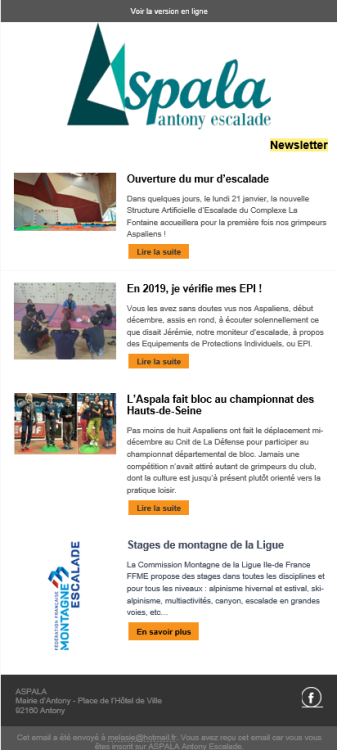 Voir la version en ligne
Aspala
antony escalade
Newsletter
Ouverture du mur d'escalade
Dans quelques jours, le lundi 21 janvier, la nouvelle
Structure Artificielle d'Escalade du Complexe La
Fontaine accueillera pour la première fois nos grimpeurs
Aspaliens !
Lire la suite
En 2019, je vérifie mes EPI !
Vous les avez sans doutes vus nos Aspaliens, début
décembre, assis en rond, à écouter solennellement ce
que disait Jérémie, notre moniteur d'escalade, à propos
des Equipements de Protections Individuels, ou EPI.
Lire la suite
L'Aspala fait bloc au championnat des
Hauts-de-Seine
Pas moins de huit Aspaliens ont fait le déplacement mi-
décembre au Cnit de La Défense pour participer au
championnat départemental de bloc. Jamais une
compétition n'avait attiré autant de grimpeurs du club,
dont la culture est jusqu'à présent plutôt orienté vers la
pratique loisir.
Lire la suite
FÉDÉRATION FRANÇAISE
MONTAGNE
ESCALADE
Stages de montagne de la Ligue
La Commission Montagne de la Ligue Ile-de France
FFME propose des stages dans toutes les disciplines et
pour tous les niveaux : alpinisme hivernal et estival, ski-
alpinisme, multiactivités, canyon, escalade en grandes
voies, etc...
En savoir plus
ASPALA
Mairie d'Antony - Place de l'Hôtel de Ville
92160 Antony
f
Cet email a été envoyé à melasie@hotmail.fr. Vous avez reçu cet email car vous vous
êtes inscrit sur ASPALA Antony Escalade.